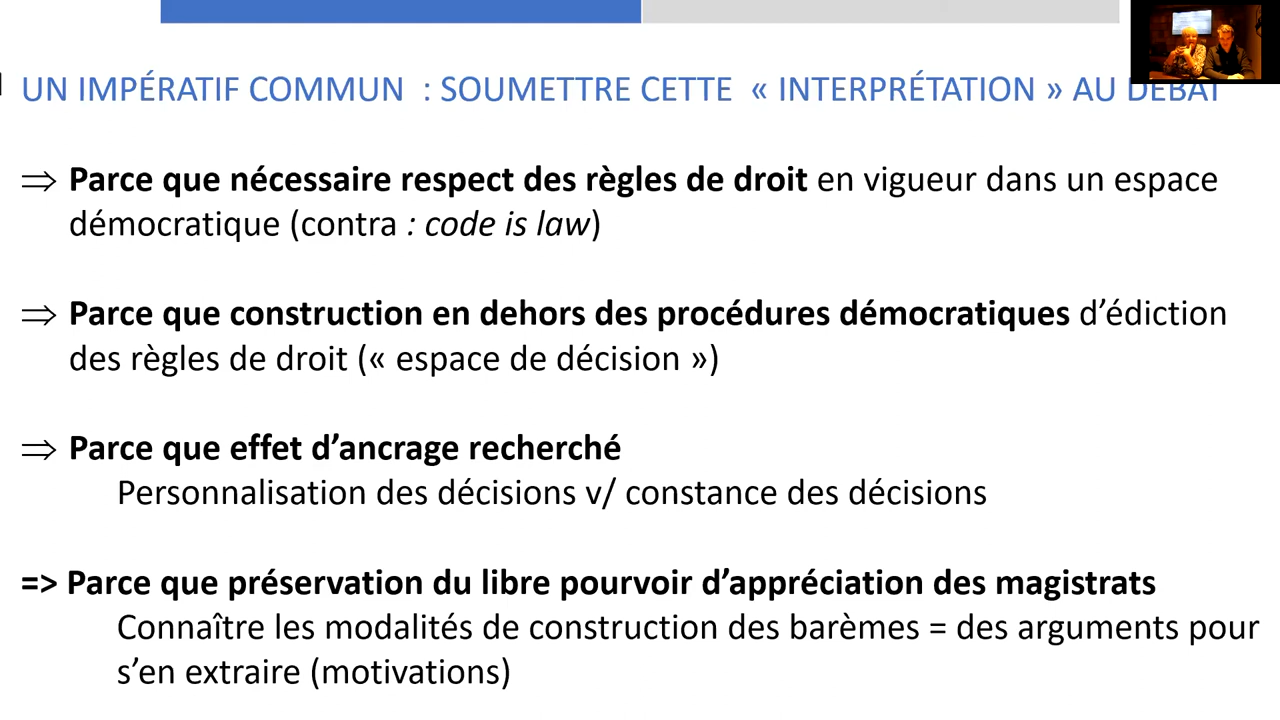 UN IMPÉRATIF COMMUN : SOUMETTRE CETTE « INTERPRÉTATION » AU DÉBAT
⇒ Parce que nécessaire respect des règles de droit en vigueur dans un espace
démocratique (contra : code is law)
⇒ Parce que construction en dehors des procédures démocratiques d’édiction
des règles de droit (« espace de décision »)
⇒ Parce que effet d’ancrage recherché
Personnalisation des décisions v/ constance des décisions
=> Parce que préservation du libre pourvoir d’appréciation des magistrats
Connaître les modalités de construction des barèmes = des arguments pour
s’en extraire (motivations)